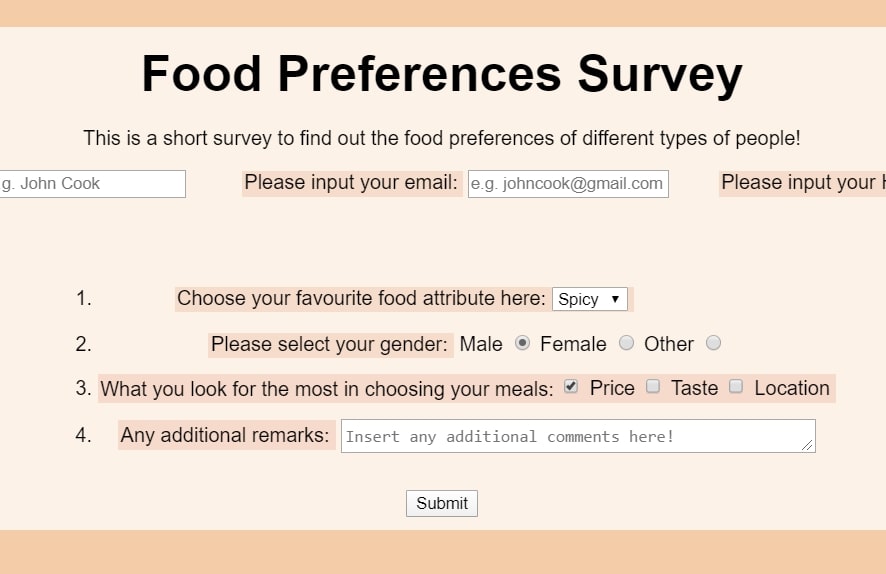 Food Preferences Survey
This is a short survey to find out the food preferences of different types of people!
g. John Cook Please input your email: e.g. johncook@gmail.com Please input your
1. Choose your favourite food attribute here: Spicy
2. Please select your gender: Male Female Other
3. What you look for the most in choosing your meals: Price Taste Location
4. Any additional remarks: Insert any additional comments here!
Submit